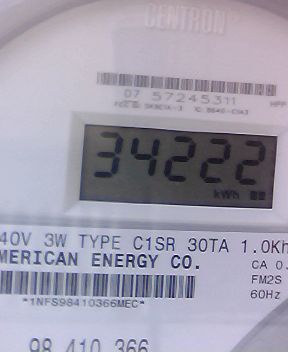 CENTRON
07 57245311
HPP
34222
kWh
40V 3W TYPE C1SR 30TA 1.0Kh
MERICAN ENERGY CO.
CA 0.
FM2S
60Hz
*1NFS98410366MEC*
98 410 366